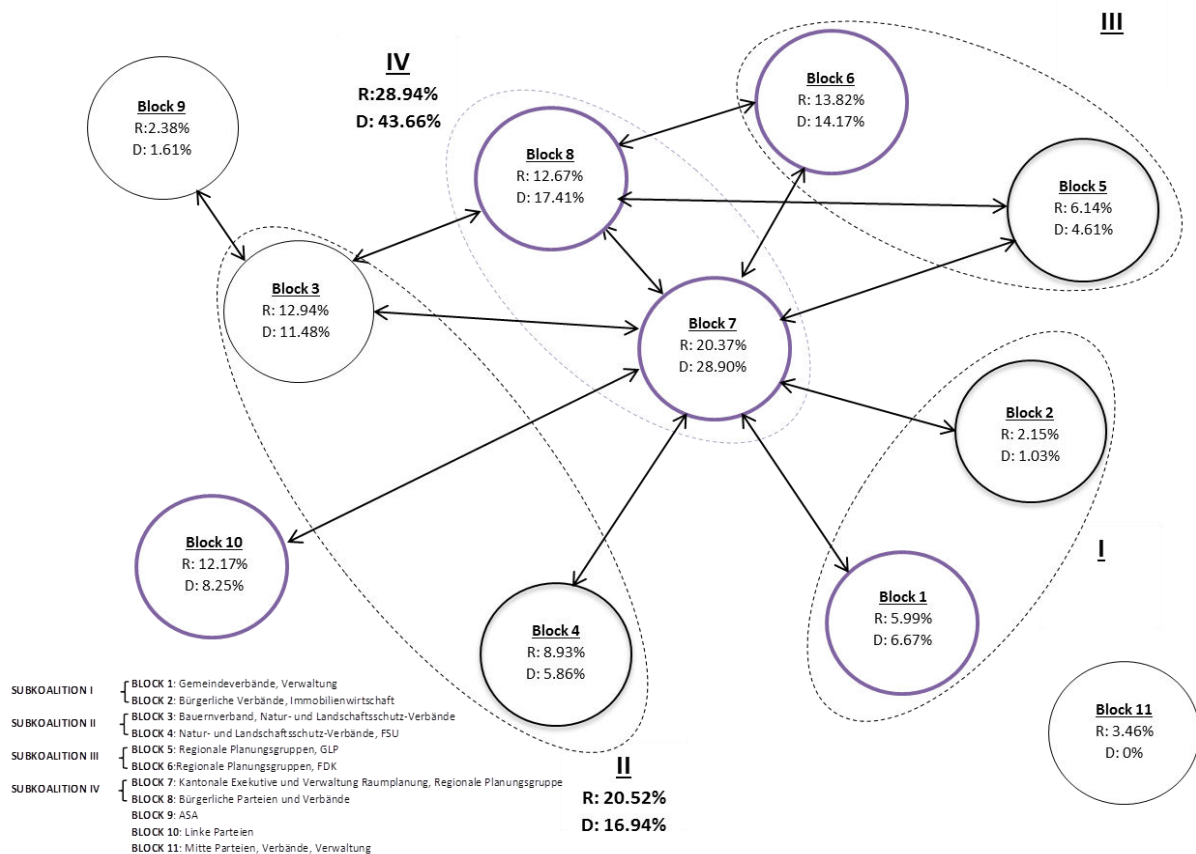 III
IV
R:28.94%
D: 43.66%
Block 9
R:2.38%
D: 1.61%
Block 8
R: 12.67%
D: 17.41%
Block 6
R: 13.82%
D: 14.17%
Block 5
R: 6.14%
D: 4.61%
Block 3
R: 12.94%
D: 11.48%
Block 7
R: 20.37%
D: 28.90%
Block 2
R: 2.15%
D: 1.03%
Block 10
R: 12.17%
D: 8.25%
I
Block 1
R: 5.99%
D: 6.67%
Block 4
R: 8.93%
D: 5.86%
Block 11
R: 3.46%
D: 0%
II
R: 20.52%
D: 16.94%
SUBKOALITION I
BLOCK 1: Gemeindeverbände, Verwaltung
BLOCK 2: Bürgerliche Verbände, Immobilienwirtschaft
SUBKOALITION II
BLOCK 3: Bauernverband, Natur- und Landschaftsschutz-Verbände
BLOCK 4: Natur- und Landschaftsschutz-Verbände, FSU
SUBKOALITION III
BLOCK 5: Regionale Planungsgruppen, GLP
BLOCK 6:Regionale Planungsgruppen, FDK
SUBKOALITION IV
BLOCK 7: Kantonale Exekutive und Verwaltung Raumplanung, Regionale Planungsgruppe
BLOCK 8: Bürgerliche Parteien und Verbände
BLOCK 9: ASA
BLOCK 10: Linke Parteien
BLOCK 11: Mitte Parteien, Verbände, Verwaltung